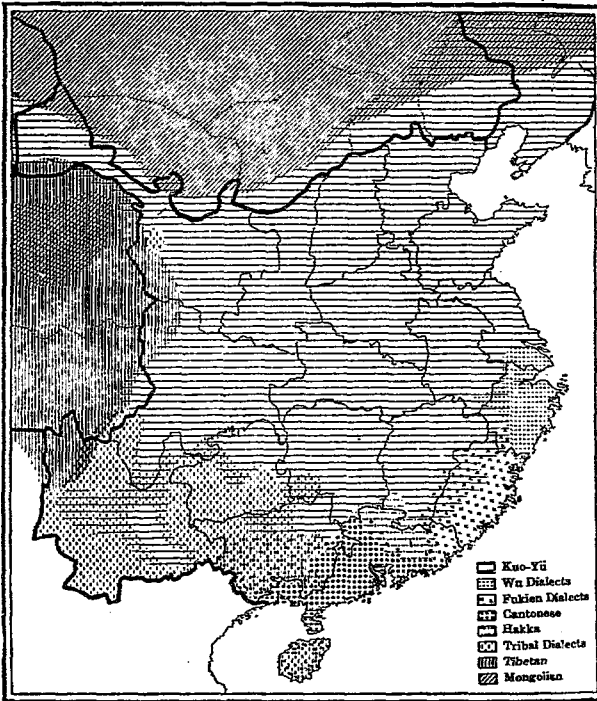 Kuo-Yü
Wu Dialects
Fukien Dialects
Cantonese
Hakka
Tribal Dialects
Tibetan
Mongolian